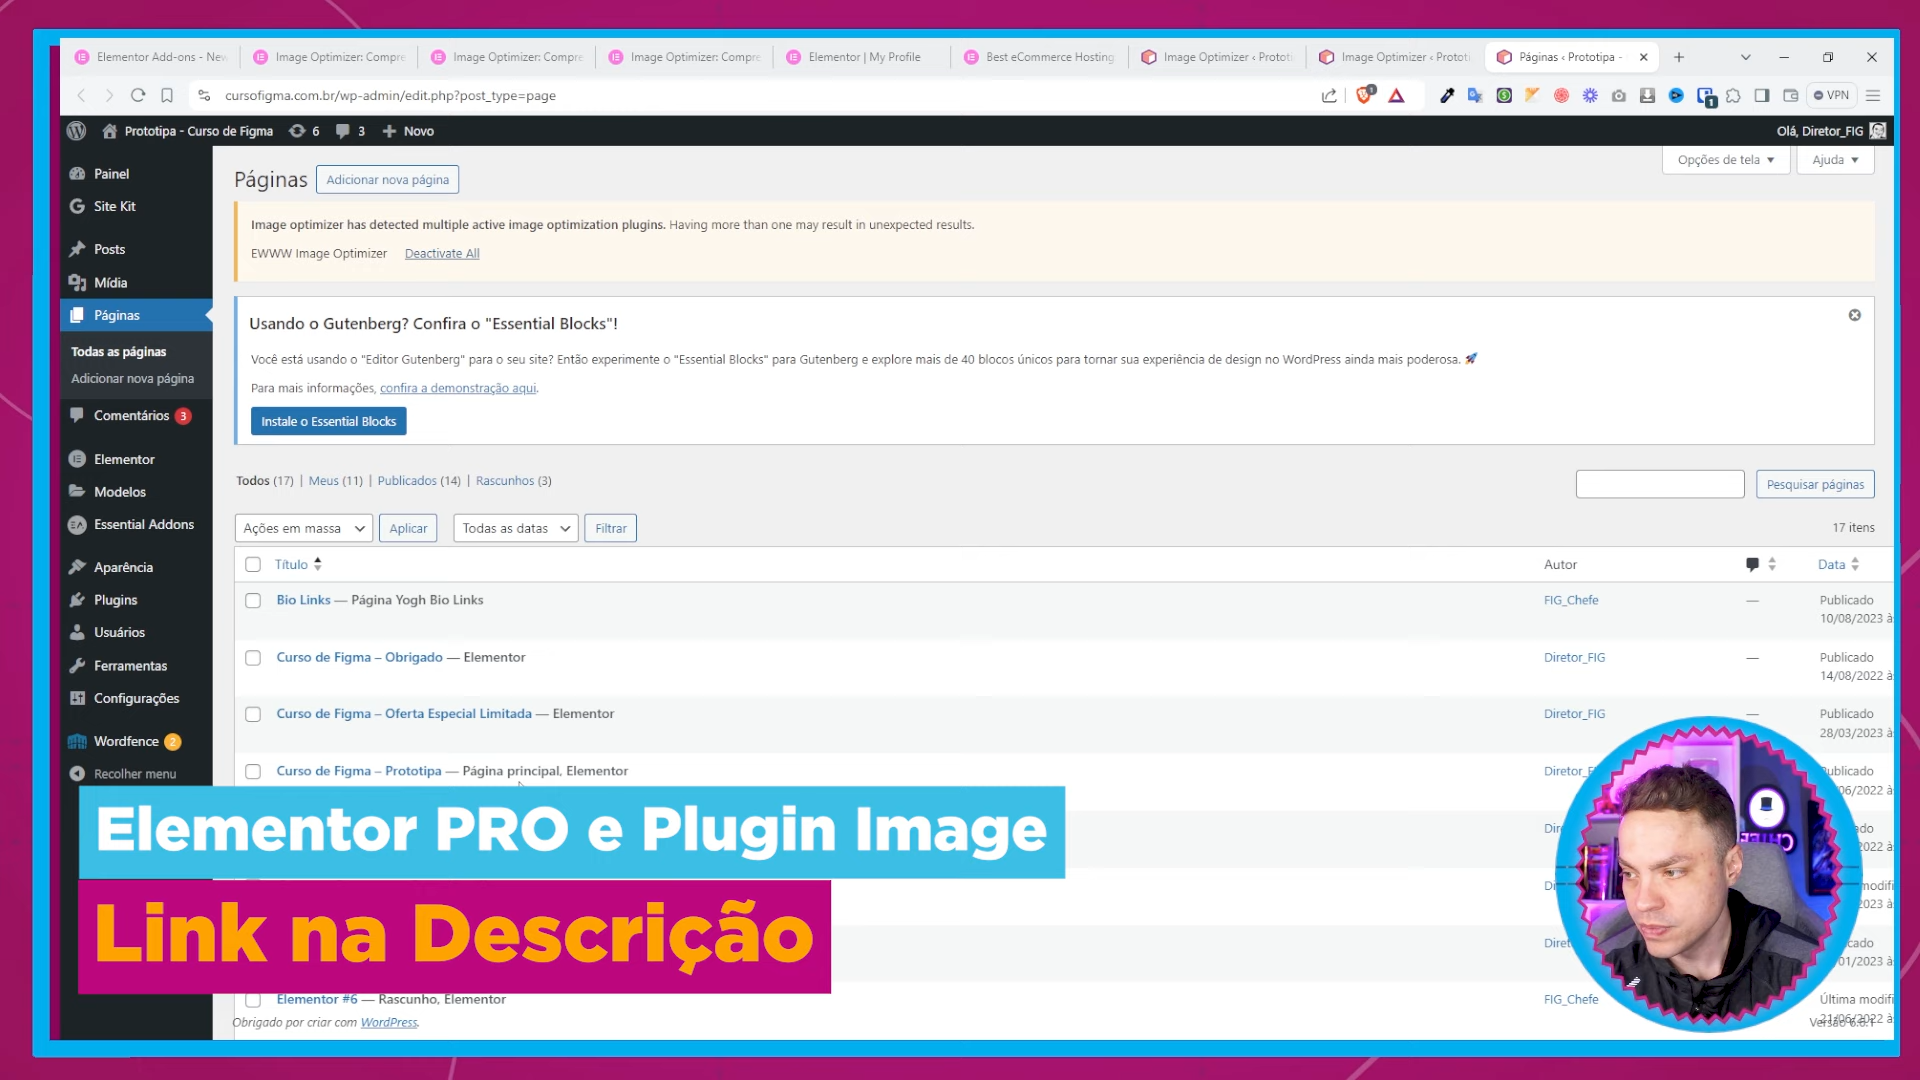 Elementor Add-ons - New
Image Optimizer: Compre
Image Optimizer: Compre
Image Optimizer: Compre
Elementor | My Profile
Best eCommerce Hosting
Image Optimizer ‹ Prototi
Image Optimizer ‹ Prototi
Páginas ‹ Prototipa -
cursofigma.com.br/wp-admin/edit.php?post_type=page
1
1
VPN
Prototipa - Curso de Figma
6
3
Novo
Olá, Diretor_FIG
Painel
Site Kit
Posts
Mídia
Páginas
Todas as páginas
Adicionar nova página
Comentários 3
Elementor
Modelos
Essential Addons
Aparência
Plugins
Usuários
Ferramentas
Configurações
Wordfence 2
Recolher menu
Opções de tela
Ajuda
Páginas
Adicionar nova página
Image optimizer has detected multiple active image optimization plugins. Having more than one may result in unexpected results.
EWWW Image Optimizer Deactivate All
Usando o Gutenberg? Confira o "Essential Blocks"!
Você está usando o "Editor Gutenberg" para o seu site? Então experimente o "Essential Blocks" para Gutenberg e explore mais de 40 blocos únicos para tornar sua experiência de design no WordPress ainda mais poderosa.
Para mais informações, confira a demonstração aqui.
Instale o Essential Blocks
Todos (17) | Meus (11) | Publicados (14) | Rascunhos (3)
Pesquisar páginas
Ações em massa
Aplicar
Todas as datas
Filtrar
17 itens
Título
Autor
Data
Bio Links — Página Yogh Bio Links
FIG_Chefe
—
Publicado
10/08/2023 às
Curso de Figma – Obrigado — Elementor
Diretor_FIG
—
Publicado
14/08/2022 às
Curso de Figma – Oferta Especial Limitada — Elementor
Diretor_FIG
—
Publicado
28/03/2023 às
Curso de Figma – Prototipa — Página principal, Elementor
Elementor PRO e Plugin Image
Link na Descrição
Elementor #6 — Rascunho, Elementor
FIG_Chefe
Última modifi
21/06/2022 à
Obrigado por criar com WordPress.